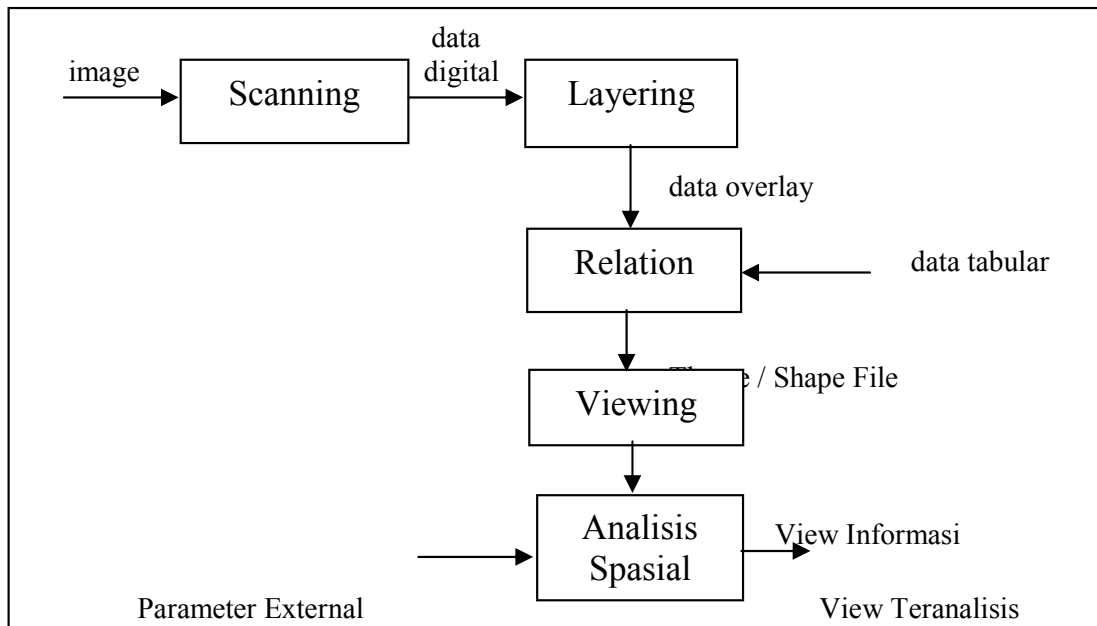 data
image
digital
Scanning
Layering
data overlay
Relation
data tabular
/ Shape File
Viewing
Analisis
Spasial
View Informasi
Parameter External
View Teranalisis